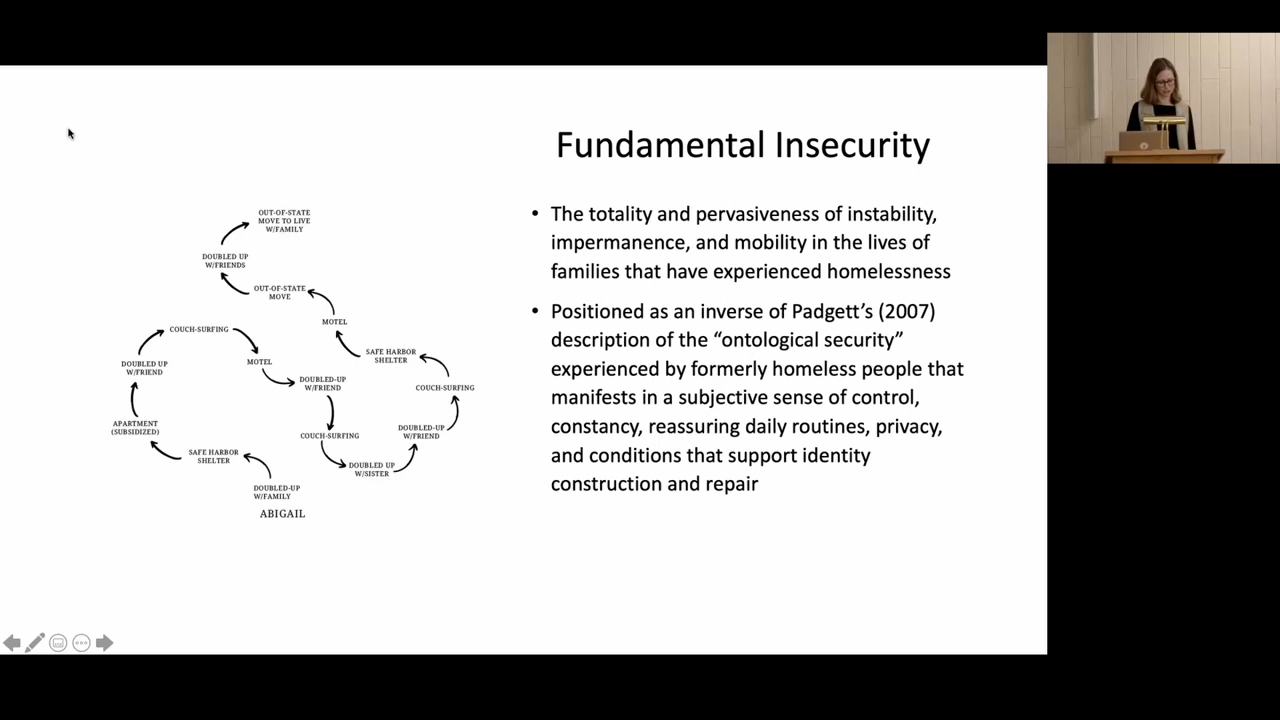 Fundamental Insecurity
• The totality and pervasiveness of instability,
impermanence, and mobility in the lives of
families that have experienced homelessness
• Positioned as an inverse of Padgett's (2007)
description of the "ontological security"
experienced by formerly homeless people that
manifests in a subjective sense of control,
constancy, reassuring daily routines, privacy,
and conditions that support identity
construction and repair
OUT-OF-STATE
MOVE TO LIVE
W/FAMILY
DOUBLED UP
W/FRIENDS
OUT-OF-STATE
MOVE
MOTEL
SAFE HARBOR
SHELTER
COUCH-SURFING
DOUBLED-UP
W/FRIEND
DOUBLED UP
W/SISTER
COUCH-SURFING
DOUBLED-UP
W/FRIEND
MOTEL
COUCH-SURFING
DOUBLED UP
W/FRIEND
APARTMENT
(SUBSIDIZED)
SAFE HARBOR
SHELTER
DOUBLED-UP
W/FAMILY
ABIGAIL